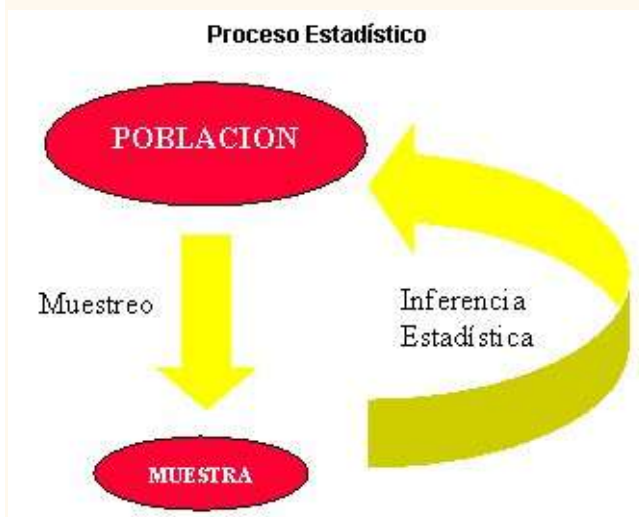 Proceso Estadístico
POBLACION
Muestreo
Inferencia
Estadística
MUESTRA